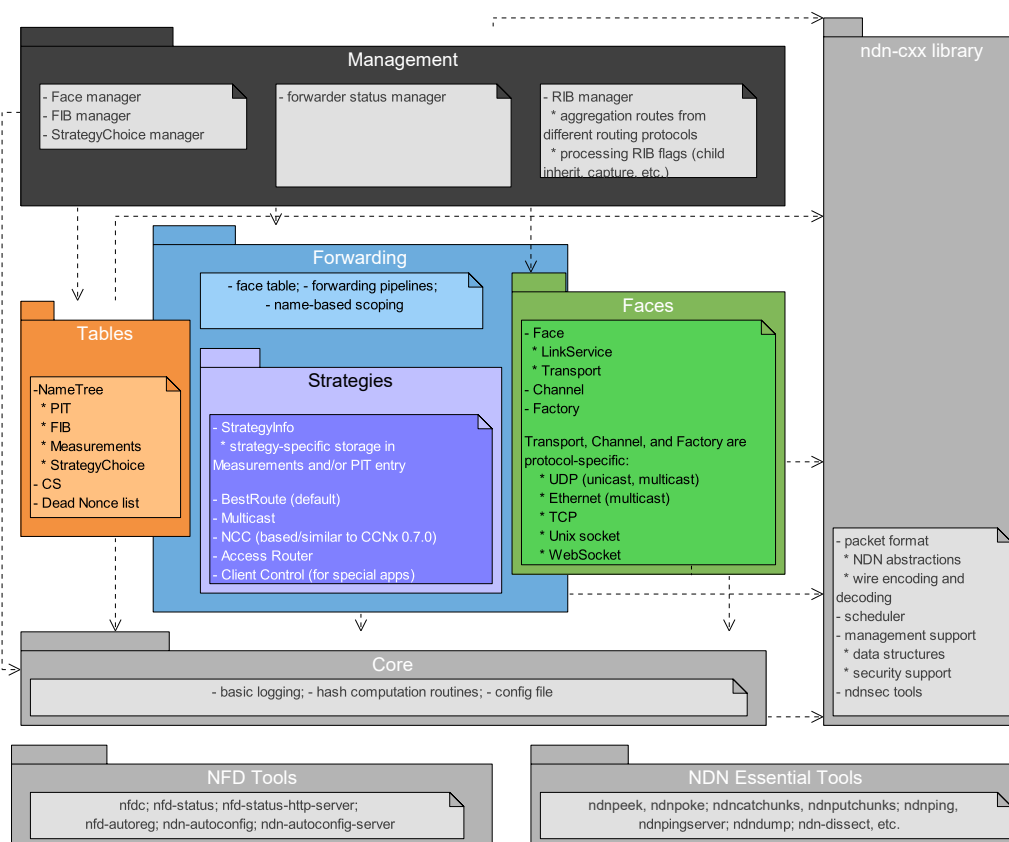 Management
- Face manager
- FIB manager
- StrategyChoice manager
- forwarder status manager
- RIB manager
* aggregation routes from
different routing protocols
* processing RIB flags (child
inherit, capture, etc.)
ndn-cxx library
- packet format
* NDN abstractions
* wire encoding and
decoding
- scheduler
- management support
* data structures
* security support
- ndnsec tools
Forwarding
- face table; - forwarding pipelines;
- name-based scoping
Tables
-NameTree
* PIT
* FIB
* Measurements
* StrategyChoice
- CS
- Dead Nonce list
Strategies
- StrategyInfo
* strategy-specific storage in
Measurements and/or PIT entry
- BestRoute (default)
- Multicast
- NCC (based/similar to CCNx 0.7.0)
- Access Router
- Client Control (for special apps)
Faces
- Face
* LinkService
* Transport
- Channel
- Factory
Transport, Channel, and Factory are
protocol-specific:
* UDP (unicast, multicast)
* Ethernet (multicast)
* TCP
* Unix socket
* WebSocket
Core
- basic logging; - hash computation routines; - config file
NFD Tools
nfdc; nfd-status; nfd-status-http-server;
nfd-autoreg; ndn-autoconfig; ndn-autoconfig-server
NDN Essential Tools
ndnpeek, ndnpoke; ndncatchunks, ndnputchunks; ndnping,
ndnpingserver; ndndump; ndn-dissect, etc.